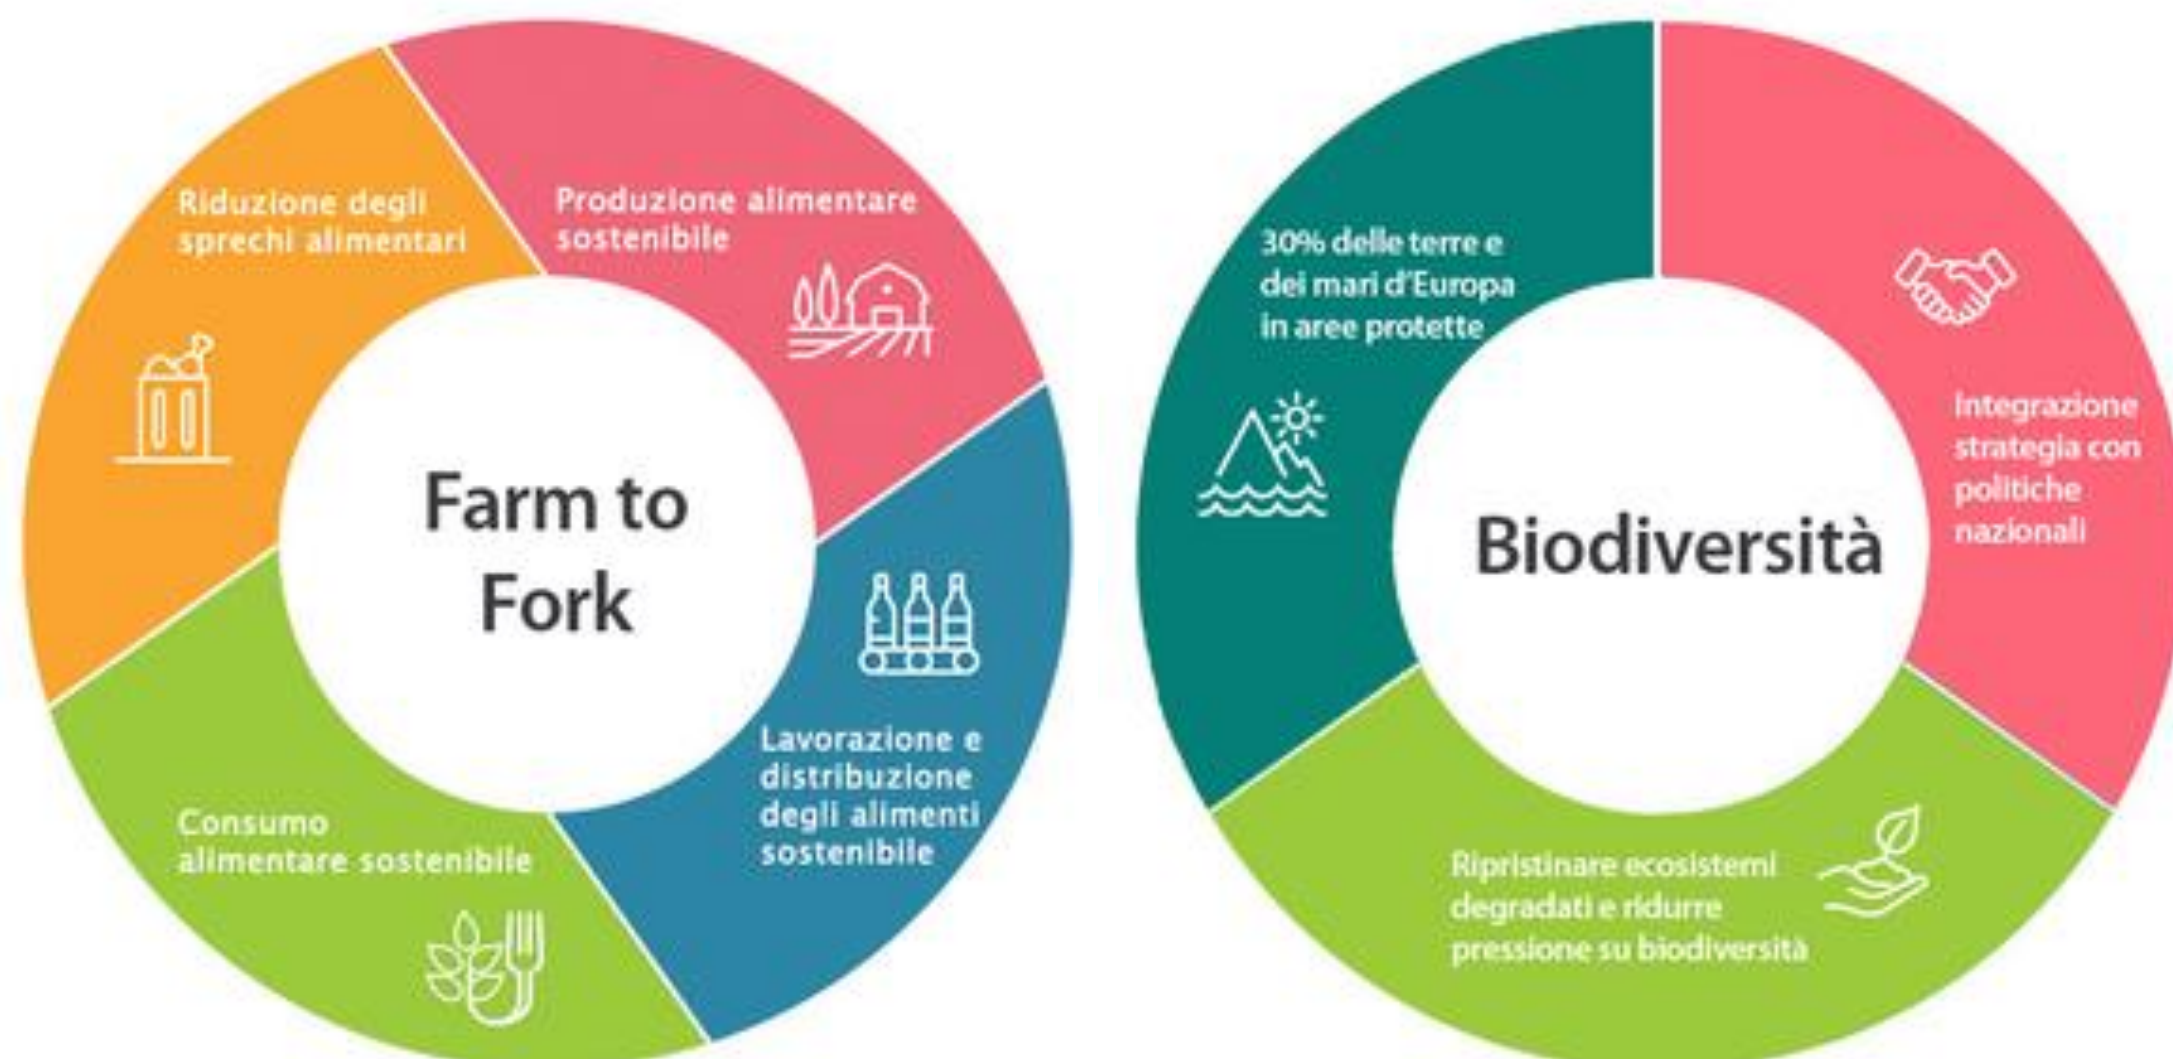 Riduzione degli
sprechi alimentari
Produzione alimentare
sostenibile
Farm to
Fork
Lavorazione e
distribuzione
degli alimenti
sostenibile
Consumo
alimentare sostenibile
30% delle terre e
dei mari d'Europa
in aree protette
Integrazione
strategia con
politiche
nazionali
Biodiversità
Ripristinare ecosistemi
degradati e ridurre
pressione su biodiversità